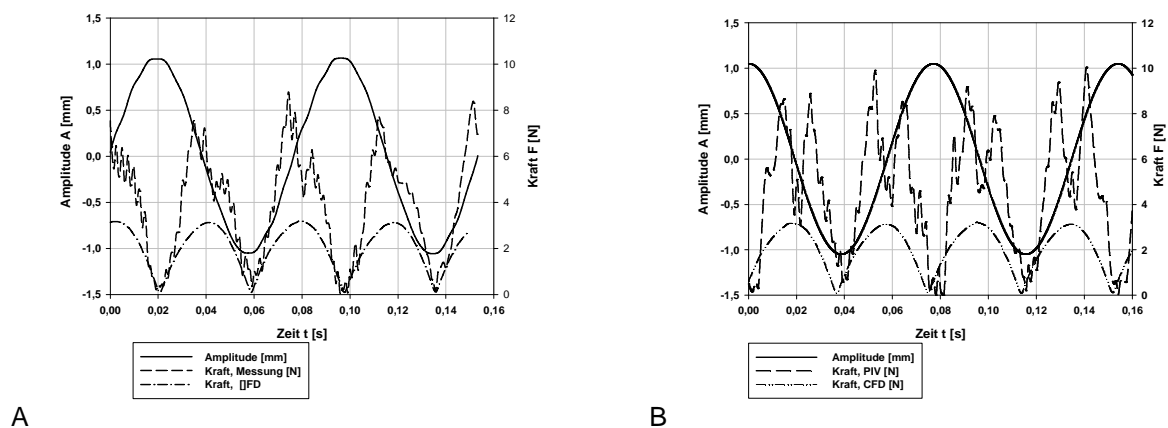 1,5
1,0
0,5
0,0
-0,5
-1,0
-1,5
Amplitude A [mm]
12
10
8
6
4
2
0
Kraft F [N]
0,00 0,02 0,04 0,06 0,08 0,10 0,12 0,14 0,16
Zeit t [s]
Amplitude [mm]
Kraft, Messung [N]
Kraft, []FD
A
1,5
1,0
0,5
0,0
-0,5
-1,0
-1,5
Amplitude A [mm]
12
10
8
6
4
2
0
Kraft F [N]
0,00 0,02 0,04 0,06 0,08 0,10 0,12 0,14 0,16
Zeit t [s]
Amplitude [mm]
Kraft, PIV [N]
Kraft, CFD [N]
B